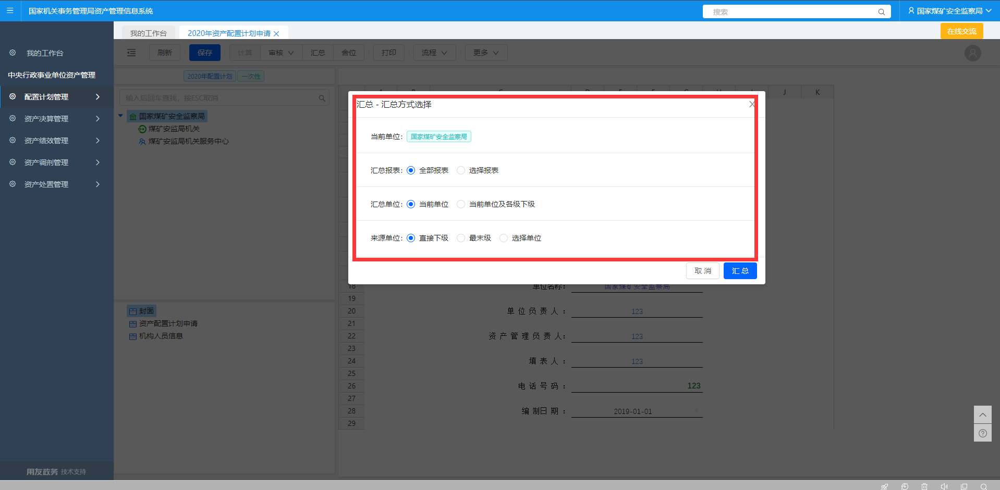 国家机关事务管理局资产管理信息系统
搜索
国家煤矿安全监察局
我的工作台
2020年资产配置计划申请
在线交流
我的工作台
中央行政事业单位资产管理
配置计划管理
资产决算管理
资产绩效管理
资产调剂管理
资产处置管理
用友政务 技术支持
刷新
保存
计算
审核
汇总
舍位
打印
流程
更多
2020年配置计划
一次性
输入后回车查找，按ESC取消
国家煤矿安全监察局
煤矿安监局机关
煤矿安监局机关服务中心
封面
资产配置计划申请
机构人员信息
J K
汇总 - 汇总方式选择
X
当前单位： 国家煤矿安全监察局
汇总报表： 全部报表 选择报表
汇总单位： 当前单位 当前单位及各级下级
来源单位： 直接下级 最末级 选择单位
取 消
汇 总
18 单位名称： 国家煤矿安全监察局
19
20 单 位 负 责 人 ： 123
21
22 资 产 管 理 负 责 人： 123
23
24 填 表 人 ： 123
25
26 电 话 号 码 ： 123
27
28 编 制日 期 ： 2019-01-01
29